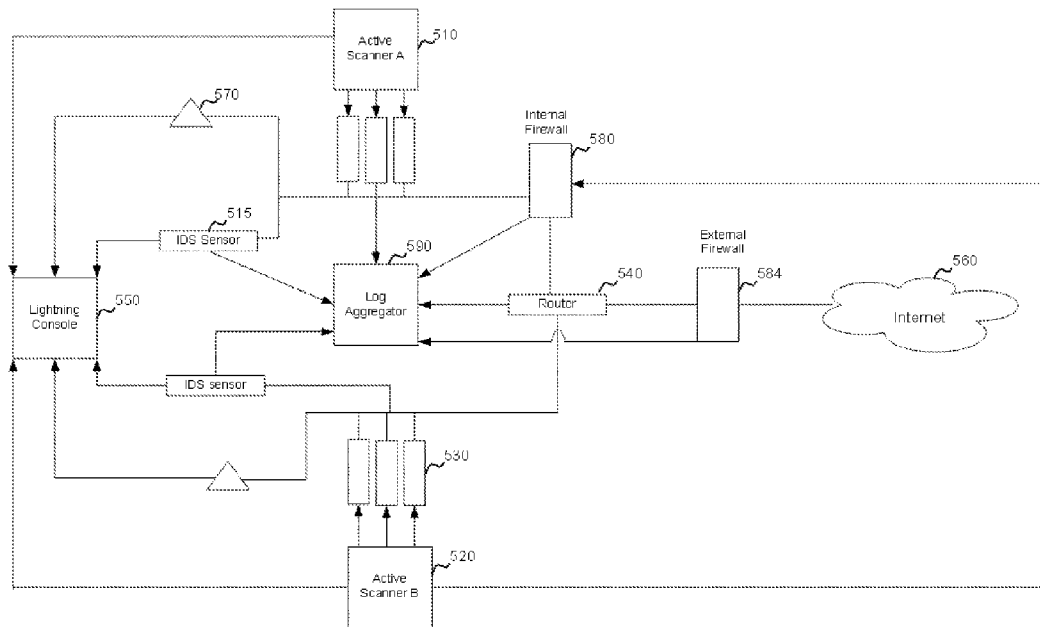 Active
Scanner A
510
570
Internal
Firewall
580
515
IDS Sensor
590
External
Firewall
540
584
560
Lightning
Console
550
Log
Aggregator
Router
Internet
IDS sensor
530
520
Active
Scanner B